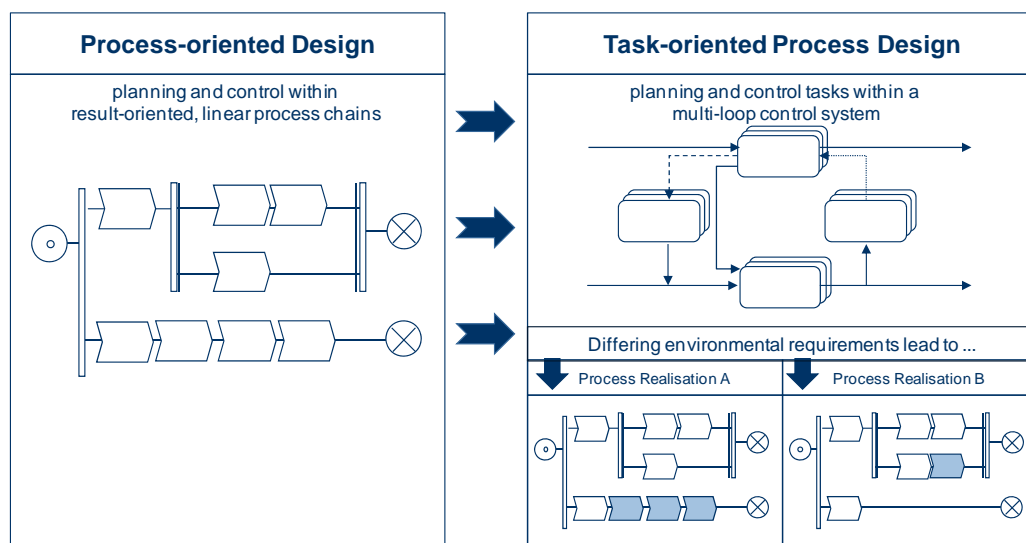 Process-oriented Design
planning and control within
result-oriented, linear process chains
Task-oriented Process Design
planning and control tasks within a
multi-loop control system
Differing environmental requirements lead to ...
Process Realisation A
Process Realisation B